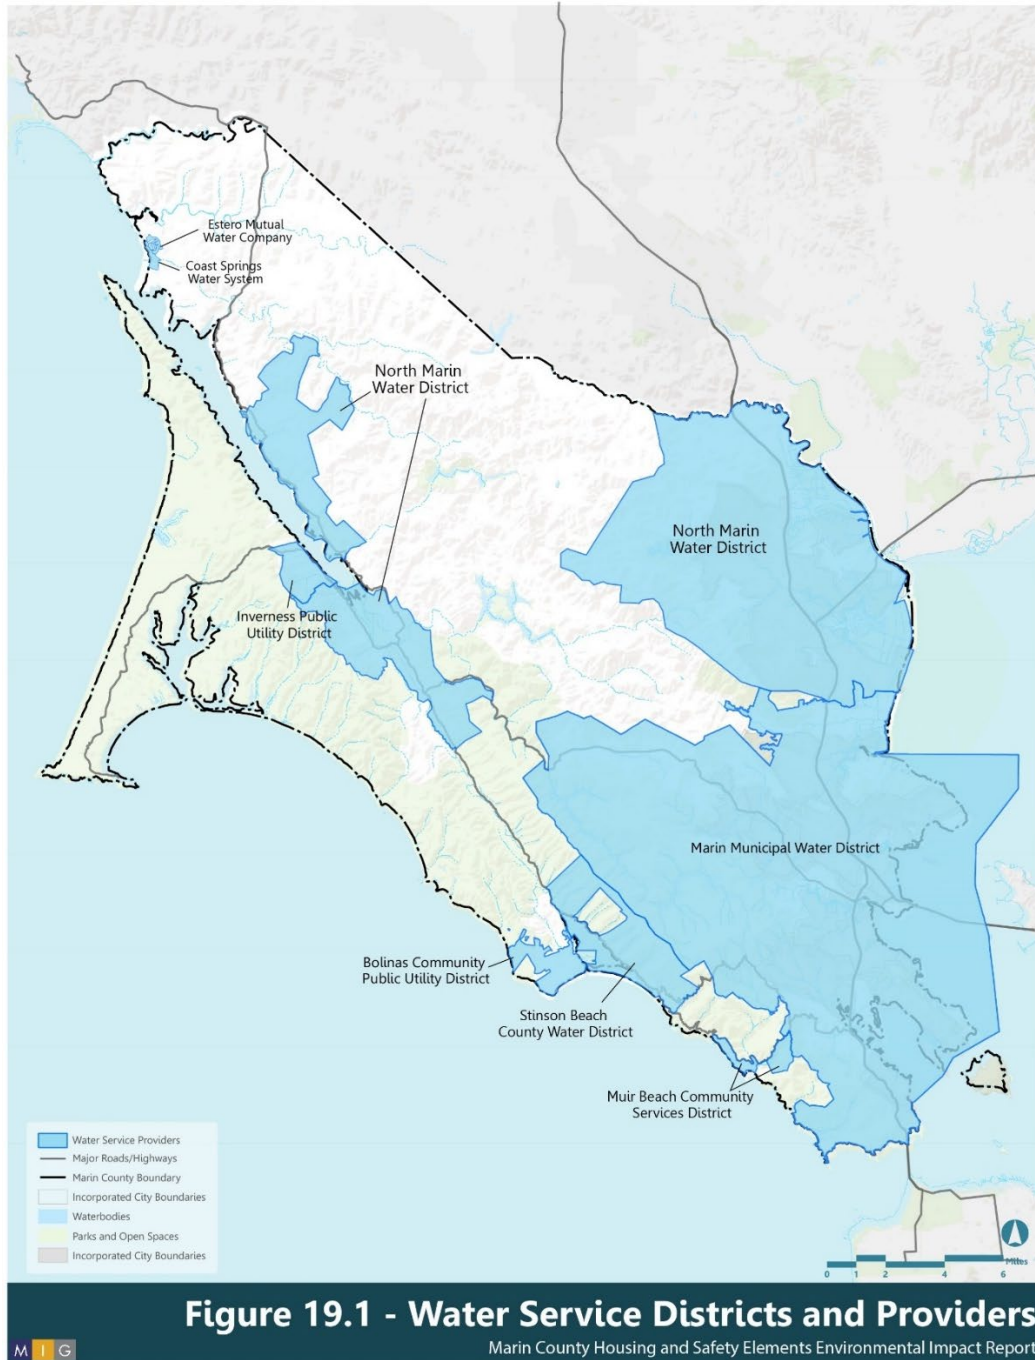 Estero Mutual
Water Company
Coast Springs
Water System
North Marin
Water District
North Marin
Water District
Inverness Public
Utility District
Marin Municipal Water District
Bolinas Community
Public Utility District
Stinson Beach
County Water District
Muir Beach Community
Services District
Water Service Providers
Major Roads/Highways
Marin County Boundary
Incorporated City Boundaries
Waterbodies
Parks and Open Spaces
Incorporated City Boundaries
Miles
0 1 2 4 6
Figure 19.1 - Water Service Districts and Providers
M I G
Marin County Housing and Safety Elements Environmental Impact Report